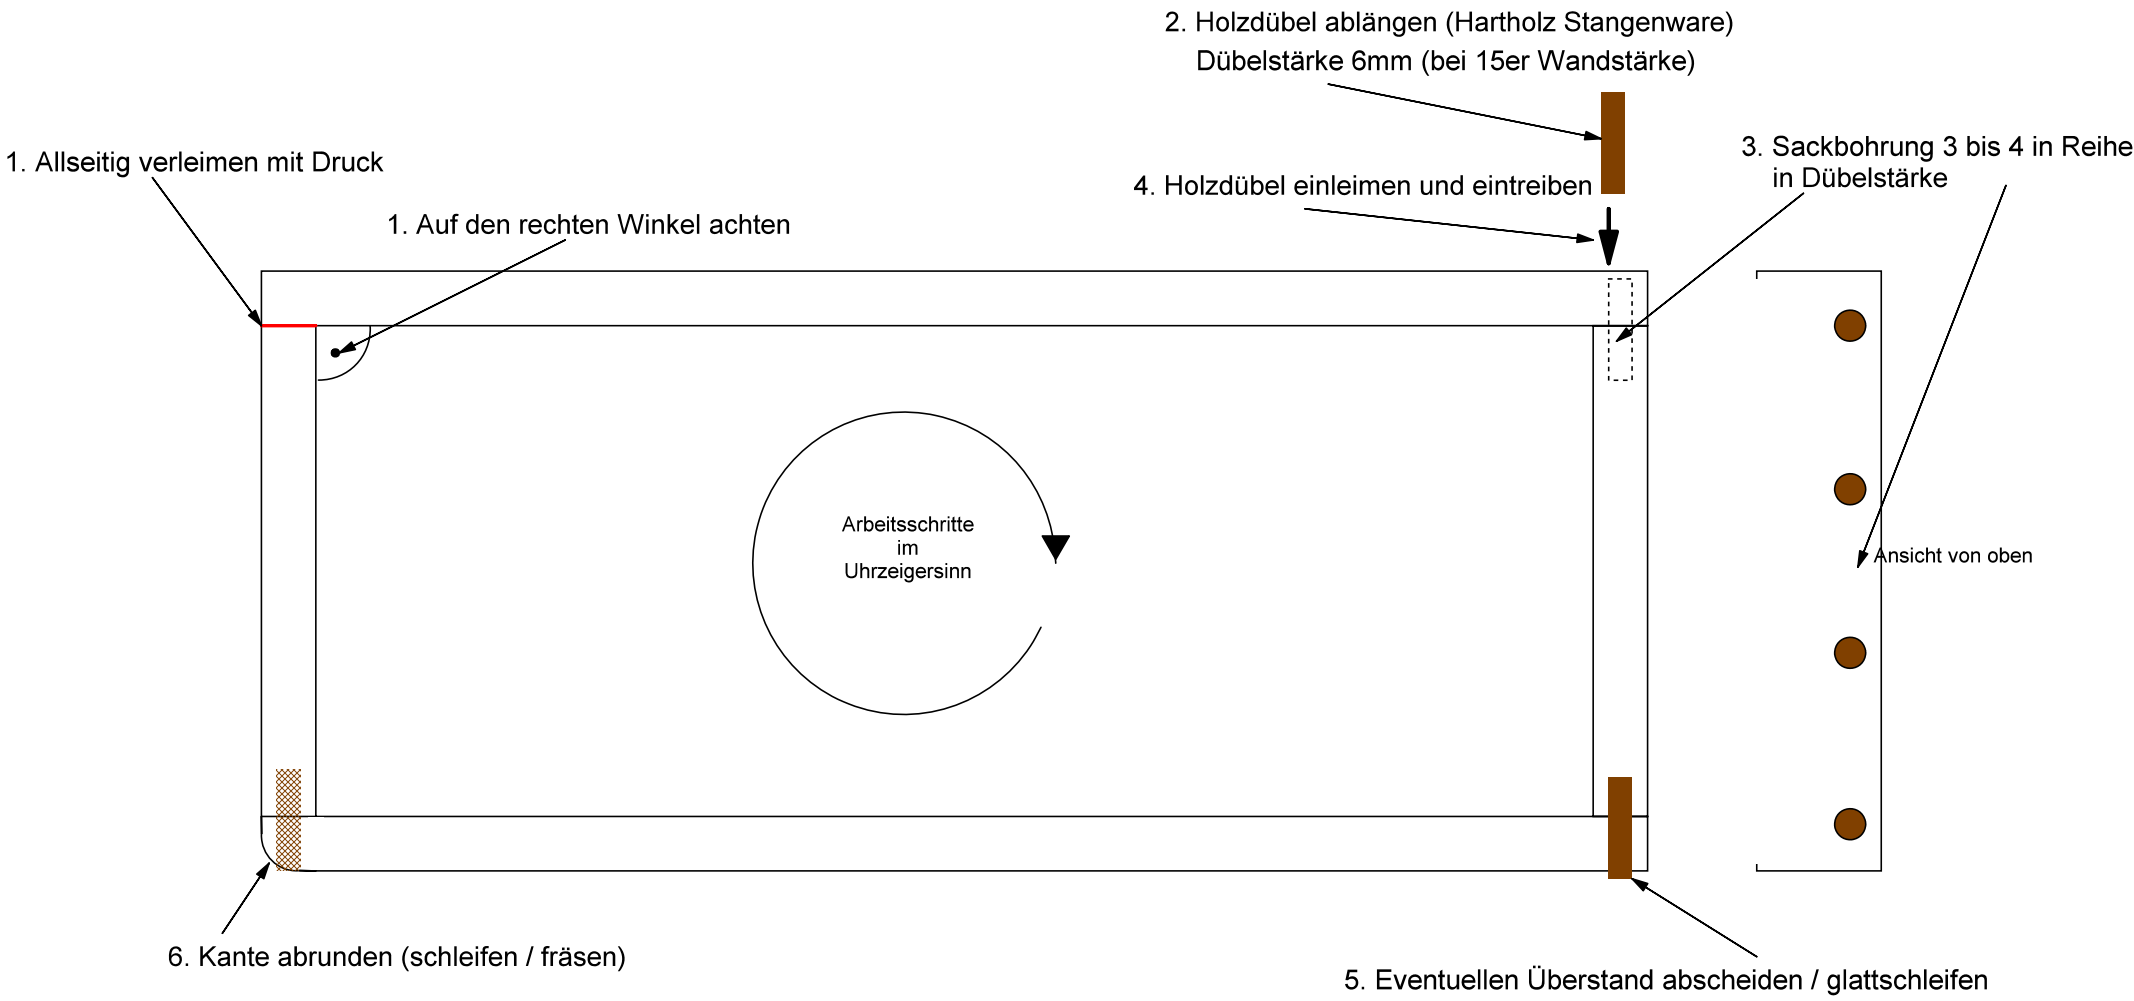 2. Holzdübel ablängen (Hartholz Stangenware)
Dübelstärke 6mm (bei 15er Wandstärke)
1. Allseitig verleimen mit Druck
3. Sackbohrung 3 bis 4 in Reihe
in Dübelstärke
4. Holzdübel einleimen und eintreiben
1. Auf den rechten Winkel achten
Arbeitsschritte
im
Uhrzeigersinn
Ansicht von oben
6. Kante abrunden (schleifen / fräsen)
5. Eventuellen Überstand abscheiden / glattschleifen